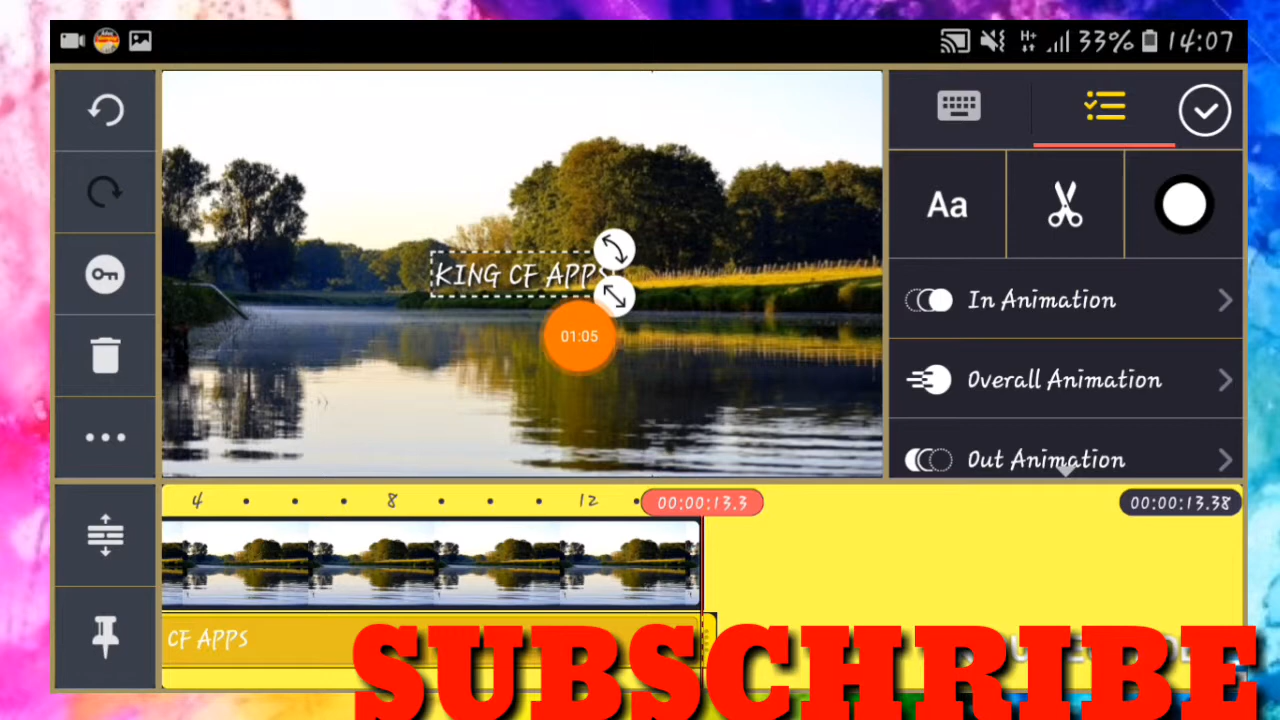 H+ 33% 14:07
KING CF APPS
01:05
Aa
In Animation
Overall Animation
Out Animation
4 8 12 00:00:13.3 00:00:13.38
CF APPS
SUBSCHRIBE